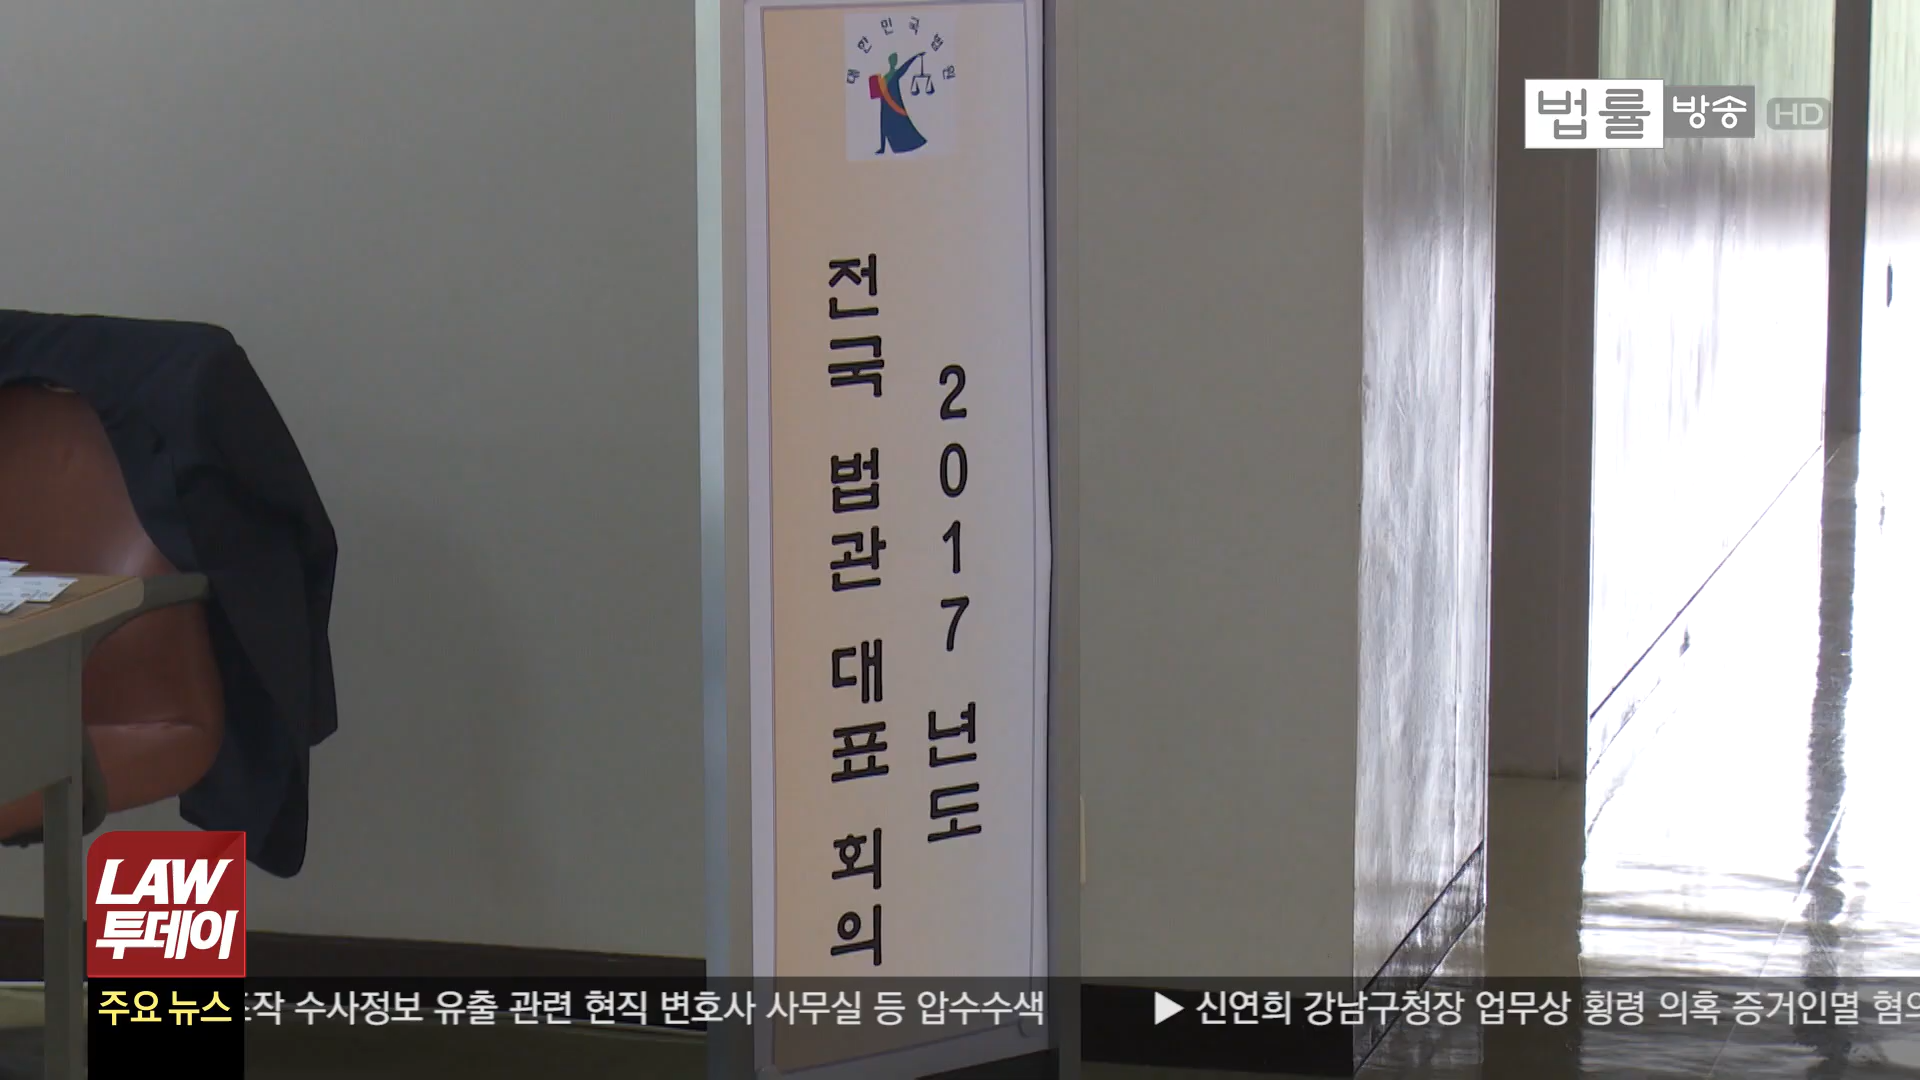 대한민국법원
2017년도
전국 법관 대표 회의
법률방송 HD
LAW
투데이
주요뉴스
작 수사정보 유출 관련 현직 변호사 사무실 등 압수수색 ▶ 신연희 강남구청장 업무상 횡령 의혹 증거인멸 혐의